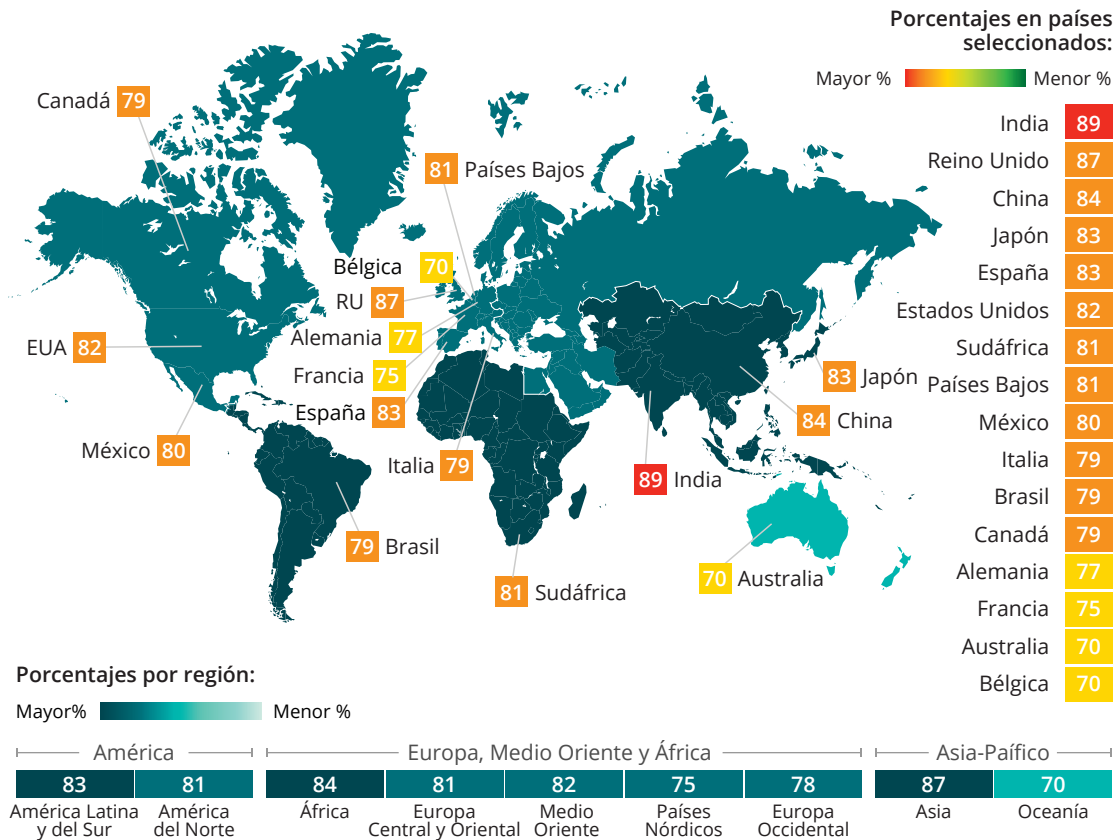 Porcentajes en países
seleccionados:
Mayor %
Menor %
India 89
Reino Unido 87
China 84
Japón 83
España 83
Estados Unidos 82
Sudáfrica 81
Países Bajos 81
México 80
Italia 79
Brasil 79
Canadá 79
Alemania 77
Francia 75
Australia 70
Bélgica 70
Canadá 79
81 Países Bajos
Bélgica 70
RU 87
Alemania 77
EUA 82
Francia 75
83 Japón
España 83
84 China
México 80
Italia 79
89 India
79 Brasil
70 Australia
81 Sudáfrica
Porcentajes por región:
Mayor%
Menor %
América
83
América Latina
y del Sur
81
América
del Norte
Europa, Medio Oriente y África
84
África
81
Europa
Central y Oriental
82
Medio
Oriente
75
Países
Nórdicos
78
Europa
Occidental
Asia-Paífico
87
Asia
70
Oceanía